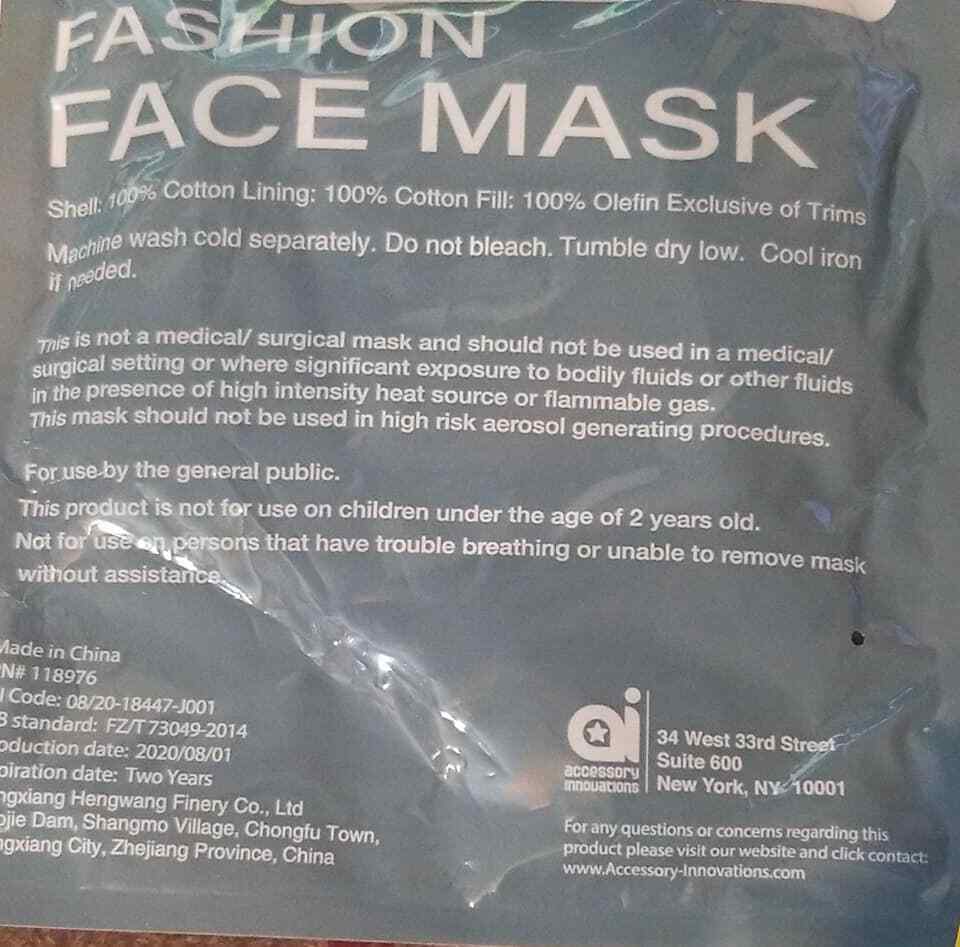 FASHION
FACE MASK
Shell: 100% Cotton Lining: 100% Cotton Fill: 100% Olefin Exclusive of Trims
Machine wash cold separately. Do not bleach. Tumble dry low. Cool iron
if needed.
This is not a medical/ surgical mask and should not be used in a medical/
surgical setting or where significant exposure to bodily fluids or other fluids
in the presence of high intensity heat source or flammable gas.
This mask should not be used in high risk aerosol generating procedures.
For use by the general public.
This product is not for use on children under the age of 2 years old.
Not for use on persons that have trouble breathing or unable to remove mask
without assistance.
Made in China
N# 118976
I Code: 08/20-18447-J001
B standard: FZ/T 73049-2014
oduction date: 2020/08/01
piration date: Two Years
ngxiang Hengwang Finery Co., Ltd
ojie Dam, Shangmo Village, Chongfu Town,
ngxiang City, Zhejiang Province, China
ai
accessory
innovations
34 West 33rd Street
Suite 600
New York, NY 10001
For any questions or concerns regarding this
product please visit our website and click contact:
www.Accessory-Innovations.com